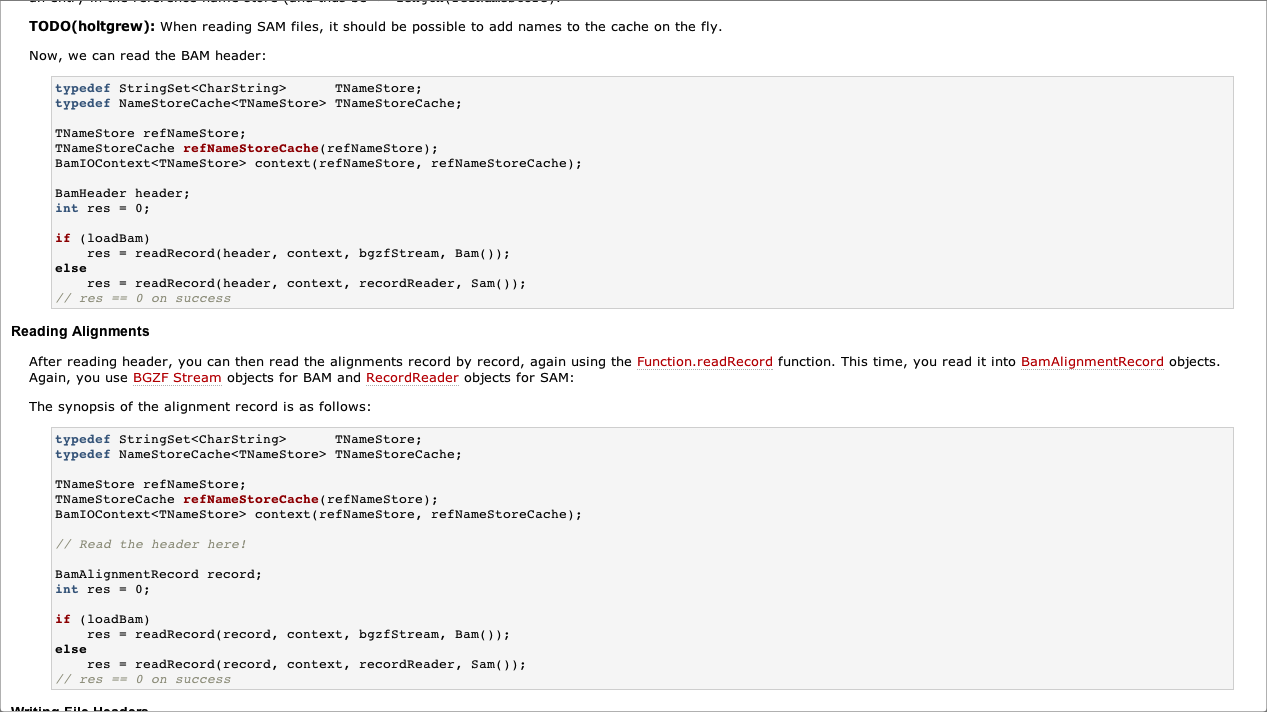 TODO(holtgrew): When reading SAM files, it should be possible to add names to the cache on the fly.
Now, we can read the BAM header:
typedef StringSet<CharString>      TNameStore;
typedef NameStoreCache<TNameStore> TNameStoreCache;
TNameStore refNameStore;
TNameStoreCache refNameStoreCache(refNameStore);
BamIOContext<TNameStore> context(refNameStore, refNameStoreCache);
BamHeader header;
int res = 0;
if (loadBam)
    res = readRecord(header, context, bgzfStream, Bam());
else
    res = readRecord(header, context, recordReader, Sam());
// res == 0 on success
Reading Alignments
After reading header, you can then read the alignments record by record, again using the Function.readRecord function. This time, you read it into BamAlignmentRecord objects.
Again, you use BGZF Stream objects for BAM and RecordReader objects for SAM:
The synopsis of the alignment record is as follows:
typedef StringSet<CharString>      TNameStore;
typedef NameStoreCache<TNameStore> TNameStoreCache;
TNameStore refNameStore;
TNameStoreCache refNameStoreCache(refNameStore);
BamIOContext<TNameStore> context(refNameStore, refNameStoreCache);
// Read the header here!
BamAlignmentRecord record;
int res = 0;
if (loadBam)
    res = readRecord(record, context, bgzfStream, Bam());
else
    res = readRecord(record, context, recordReader, Sam());
// res == 0 on success
Writing File Headers